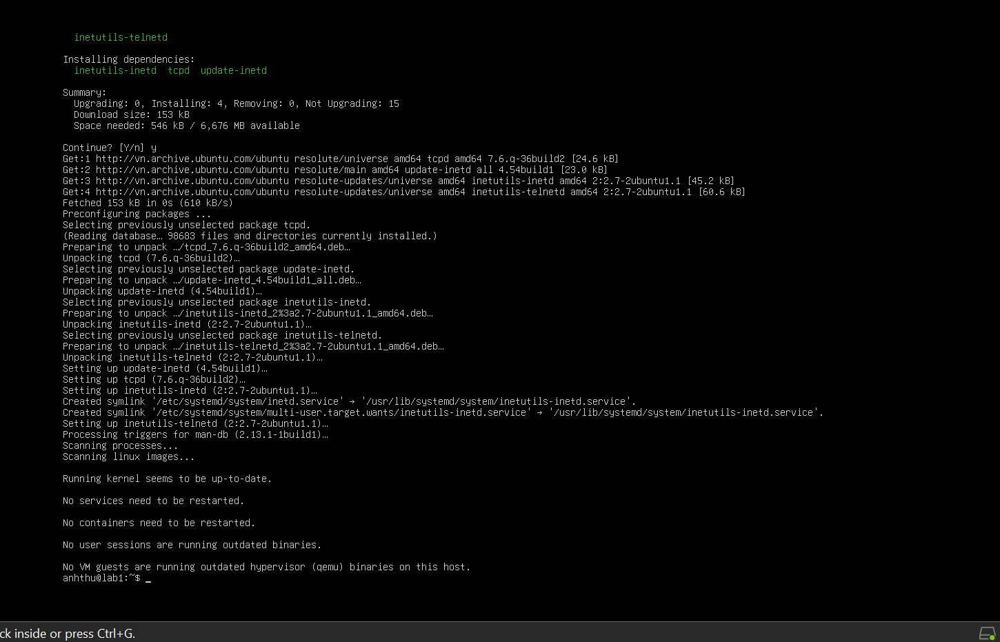 inetutils-telnetd
Installing dependencies:
inetutils-inetd  tcpd  update-inetd
Summary:
Upgrading: 0, Installing: 4, Removing: 0, Not Upgrading: 15
Download size: 153 kB
Space needed: 546 kB / 6,676 MB available
Continue? [Y/n] y
Get:1 http://vn.archive.ubuntu.com/ubuntu resolute/universe amd64 tcpd amd64 7.6.q-36build2 [24.6 kB]
Get:2 http://vn.archive.ubuntu.com/ubuntu resolute/main amd64 update-inetd all 4.54build1 [23.0 kB]
Get:3 http://vn.archive.ubuntu.com/ubuntu resolute-updates/universe amd64 inetutils-inetd amd64 2:2.7-2ubuntu1.1 [45.2 kB]
Get:4 http://vn.archive.ubuntu.com/ubuntu resolute-updates/universe amd64 inetutils-telnetd amd64 2:2.7-2ubuntu1.1 [60.6 kB]
Fetched 153 kB in 0s (610 kB/s)
Preconfiguring packages ...
Selecting previously unselected package tcpd.
(Reading database… 98683 files and directories currently installed.)
Preparing to unpack …/tcpd_7.6.q-36build2_amd64.deb…
Unpacking tcpd (7.6.q-36build2)…
Selecting previously unselected package update-inetd.
Preparing to unpack …/update-inetd_4.54build1_all.deb…
Unpacking update-inetd (4.54build1)…
Selecting previously unselected package inetutils-inetd.
Preparing to unpack …/inetutils-inetd_2%3a2.7-2ubuntu1.1_amd64.deb…
Unpacking inetutils-inetd (2:2.7-2ubuntu1.1)…
Selecting previously unselected package inetutils-telnetd.
Preparing to unpack …/inetutils-telnetd_2%3a2.7-2ubuntu1.1_amd64.deb…
Unpacking inetutils-telnetd (2:2.7-2ubuntu1.1)…
Setting up update-inetd (4.54build1)…
Setting up tcpd (7.6.q-36build2)…
Setting up inetutils-inetd (2:2.7-2ubuntu1.1)…
Created symlink '/etc/systemd/system/inetd.service' → '/usr/lib/systemd/system/inetutils-inetd.service'.
Created symlink '/etc/systemd/system/multi-user.target.wants/inetutils-inetd.service' → '/usr/lib/systemd/system/inetutils-inetd.service'.
Setting up inetutils-telnetd (2:2.7-2ubuntu1.1)…
Processing triggers for man-db (2.13.1-1build1)…
Scanning processes...
Scanning linux images...
Running kernel seems to be up-to-date.
No services need to be restarted.
No containers need to be restarted.
No user sessions are running outdated binaries.
No VM guests are running outdated hypervisor (qemu) binaries on this host.
anhthu@lab1:~$ _
ck inside or press Ctrl+G.